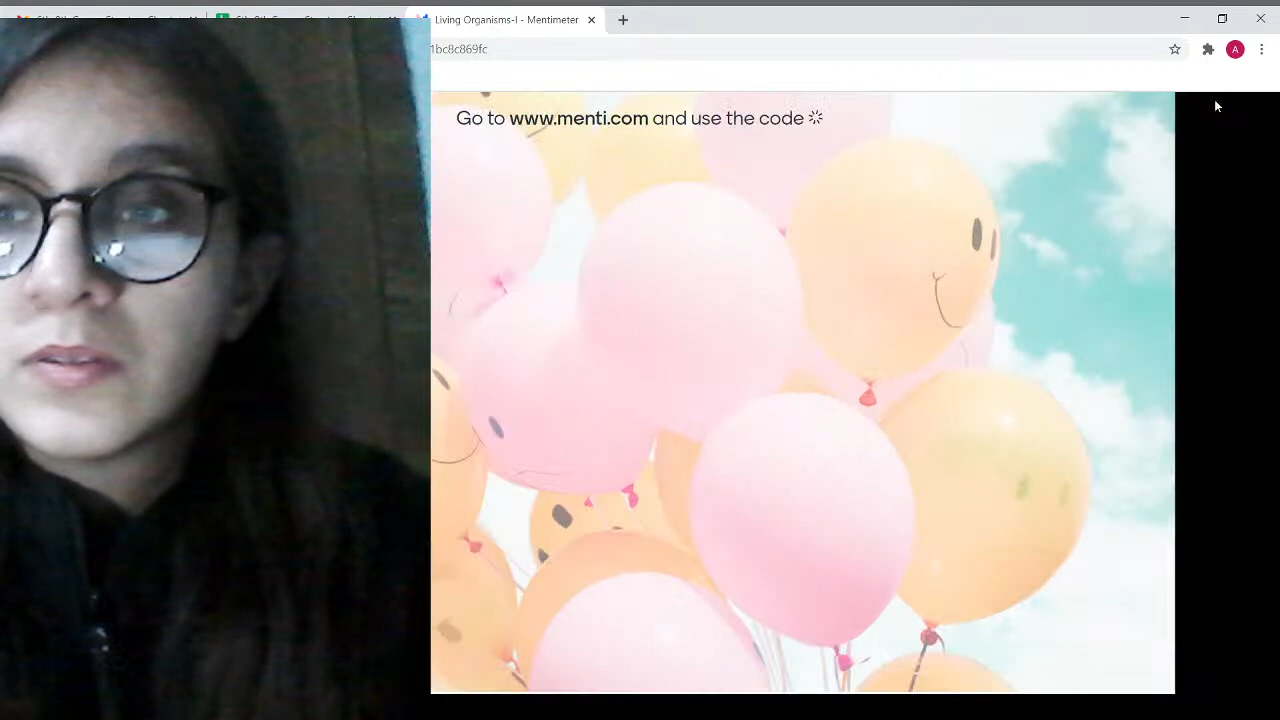 Living Organisms-I - Mentimeter
A
1bc8c869fc
Go to www.menti.com and use the code